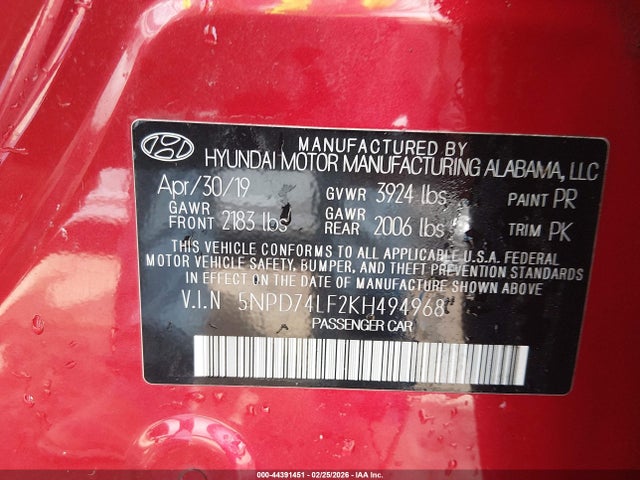 MANUFACTURED BY
HYUNDAI MOTOR MANUFACTURING ALABAMA, LLC
Apr/30/19 GVWR 3924 lbs PAINT PR
GAWR FRONT 2183 lbs GAWR REAR 2006 lbs TRIM PK
THIS VEHICLE CONFORMS TO ALL APPLICABLE U.S.A. FEDERAL
MOTOR VEHICLE SAFETY, BUMPER, AND THEFT PREVENTION STANDARDS
IN EFFECT ON THE DATE OF MANUFACTURE SHOWN ABOVE.
V.I.N 5NPD74LF2KH494968
PASSENGER CAR
000-44391451 - 02/25/2026 - IAA Inc.